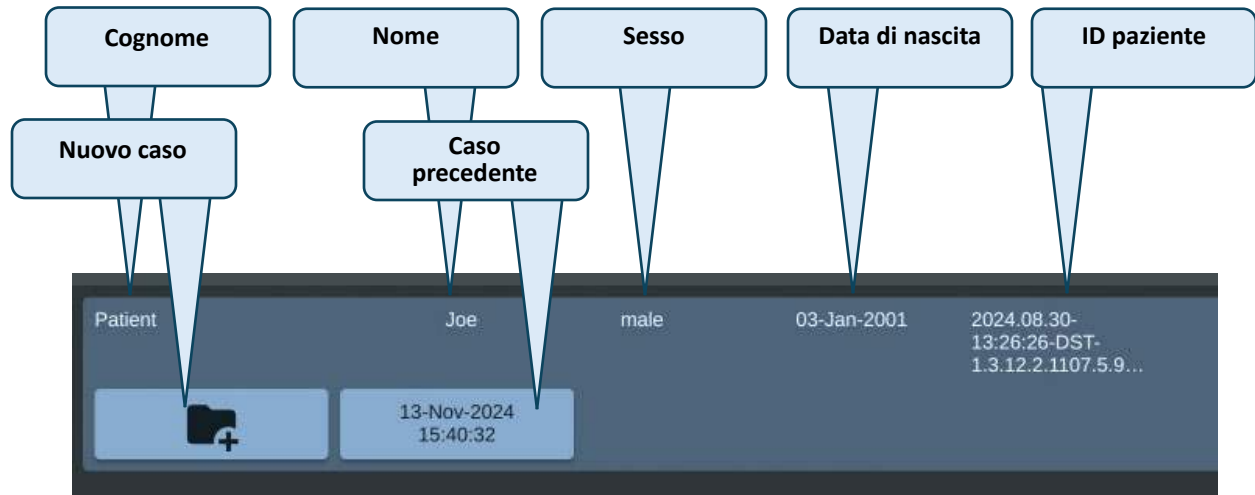 Cognome
Nome
Sesso
Data di nascita
ID paziente
Nuovo caso
Caso
precedente
Patient
Joe
male
03-Jan-2001
2024.08.30-
13:26:26-DST-
1.3.12.2.1107.5.9...
13-Nov-2024
15:40:32